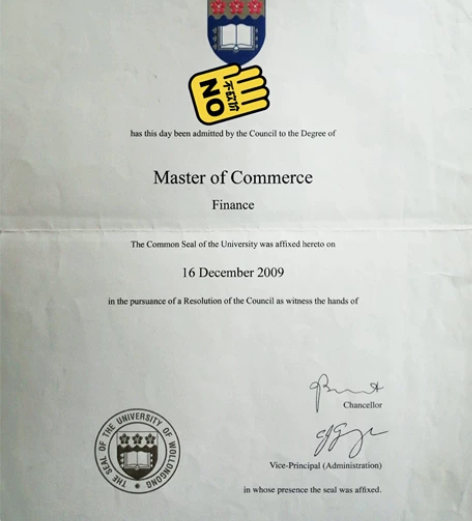 NO
不砍价
has this day been admitted by the Council to the Degree of
Master of Commerce
Finance
The Common Seal of the University was affixed hereto on
16 December 2009
in the pursuance of a Resolution of the Council as witness the hands of
Chancellor
THE SEAL OF THE UNIVERSITY OF WOLLONGONG
Vice-Principal (Administration)
in whose presence the seal was affixed.